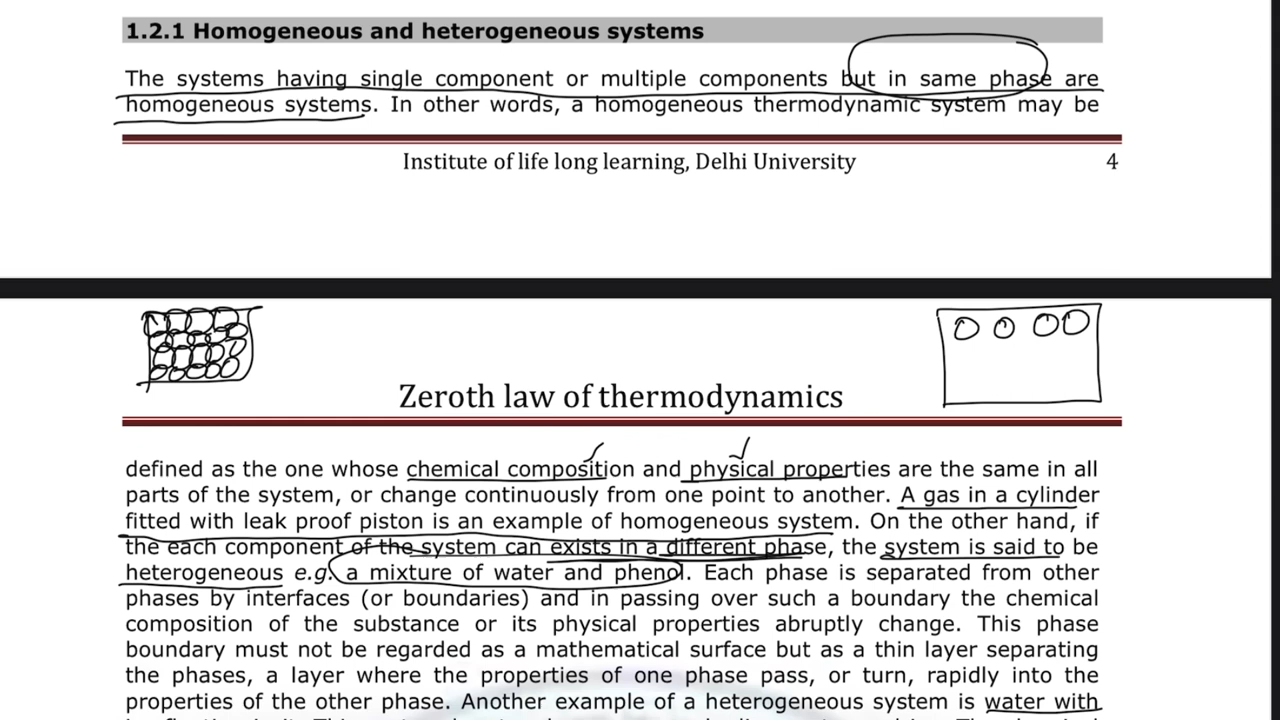 1.2.1 Homogeneous and heterogeneous systems
The systems having single component or multiple components but in same phase are
homogeneous systems. In other words, a homogeneous thermodynamic system may be
Institute of life long learning, Delhi University 4
Zeroth law of thermodynamics
defined as the one whose chemical composition and physical properties are the same in all
parts of the system, or change continuously from one point to another. A gas in a cylinder
fitted with leak proof piston is an example of homogeneous system. On the other hand, if
the each component of the system can exists in a different phase, the system is said to be
heterogeneous e.g. a mixture of water and phenol. Each phase is separated from other
phases by interfaces (or boundaries) and in passing over such a boundary the chemical
composition of the substance or its physical properties abruptly change. This phase
boundary must not be regarded as a mathematical surface but as a thin layer separating
the phases, a layer where the properties of one phase pass, or turn, rapidly into the
properties of the other phase. Another example of a heterogeneous system is water with